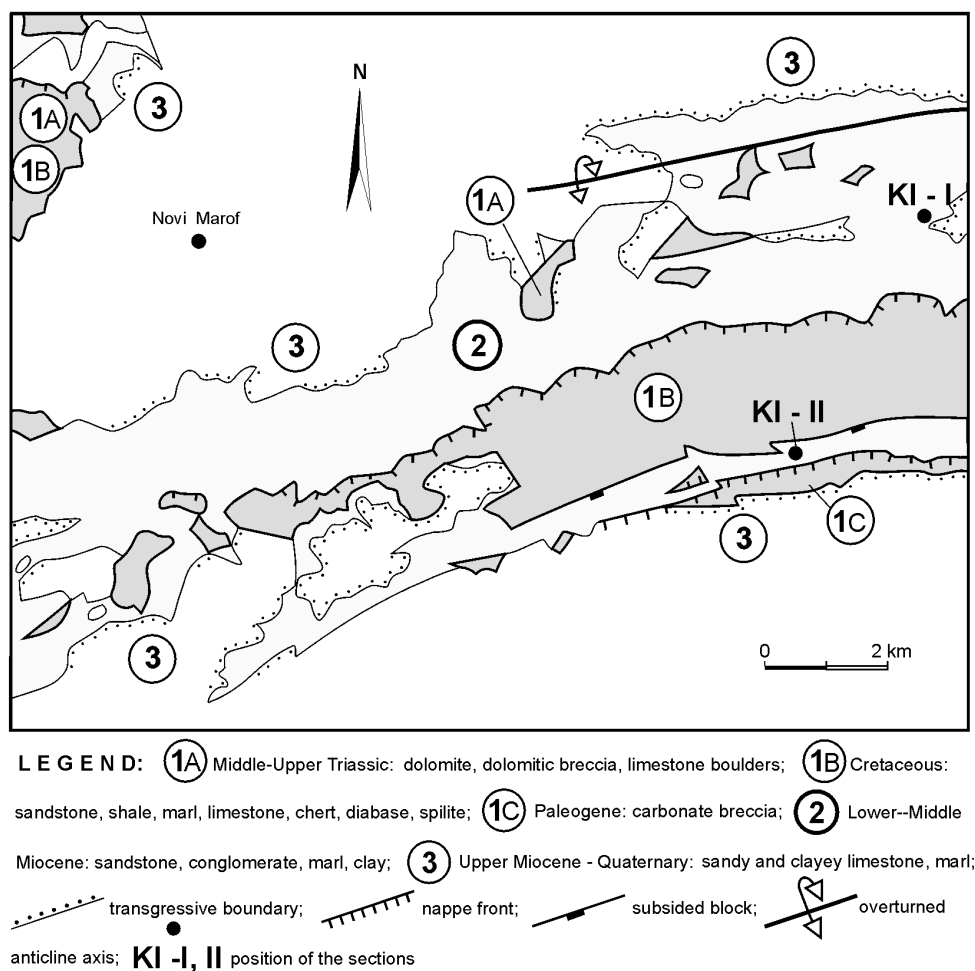 3
1A
3
N
1B
1A
KI - I
Novi Marof
3
2
1B
KI - II
1C
3
3
0 2 km
LEGEND: 1A Middle-Upper Triassic: dolomite, dolomitic breccia, limestone boulders; 1B Cretaceous:
sandstone, shale, marl, limestone, chert, diabase, spilite; 1C Paleogene: carbonate breccia; 2 Lower--Middle
Miocene: sandstone, conglomerate, marl, clay; 3 Upper Miocene - Quaternary: sandy and clayey limestone, marl;
transgressive boundary; nappe front; subsided block; overturned
anticline axis; KI -I, II position of the sections